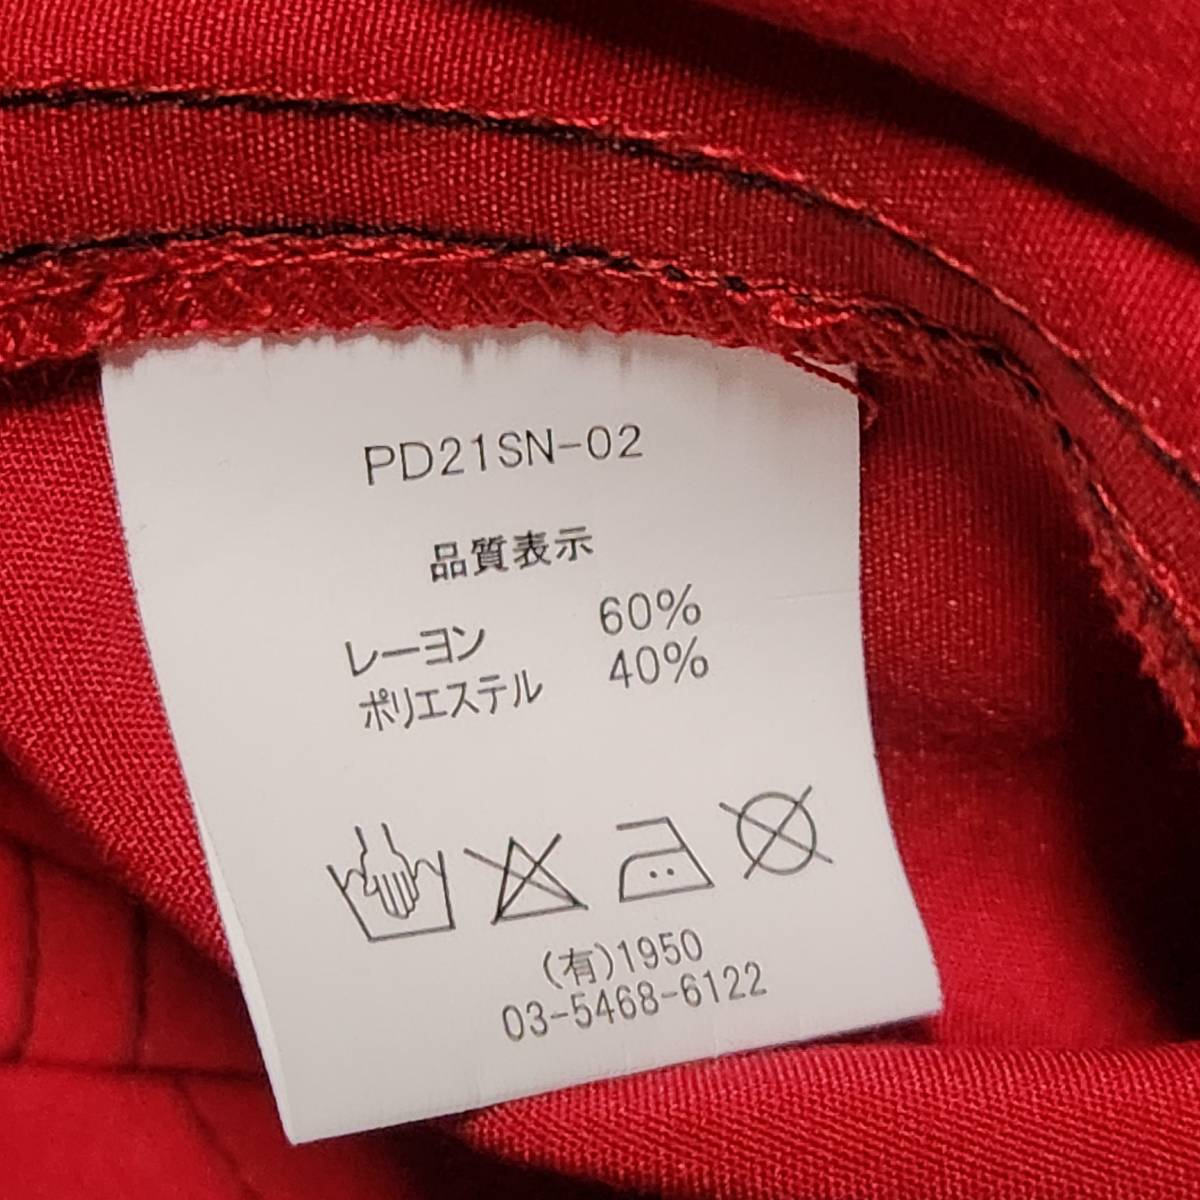 PD21SN-02
品質表示
レーヨン 60%
ポリエステル 40%
(有)1950
03-5468-6122